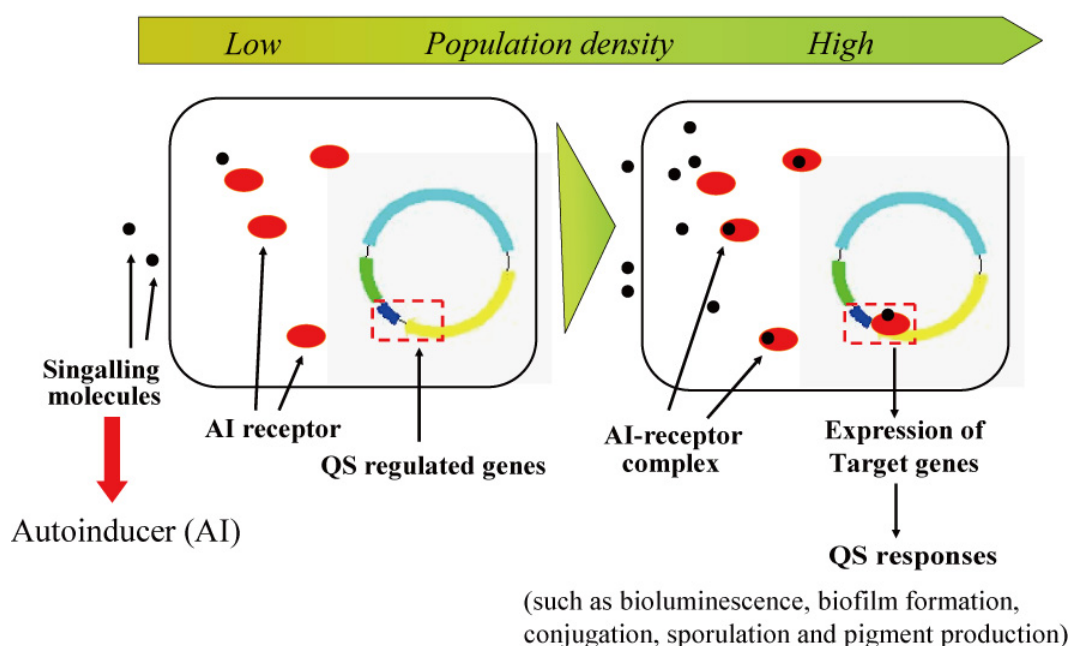 Low Population density High
Singalling
molecules
AI receptor
QS regulated genes
Autoinducer (AI)
AI-receptor
complex
Expression of
Target genes
QS responses
(such as bioluminescence, biofilm formation,
conjugation, sporulation and pigment production)